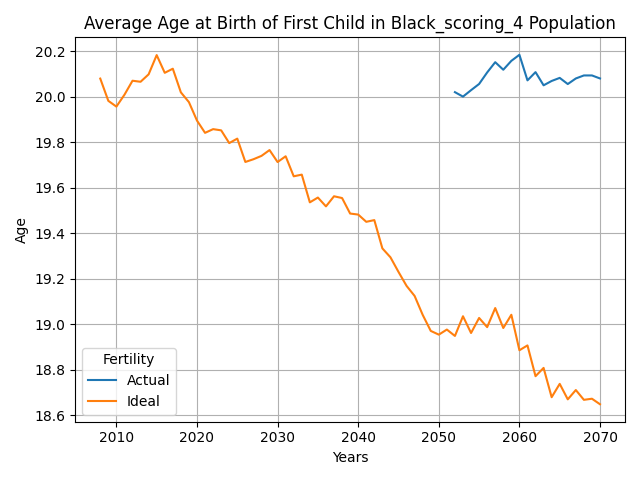 Average Age at Birth of First Child in Black_scoring_4 Population
20.2
20.0
19.8
19.6
19.4
19.2
19.0
18.8
18.6
Age
Fertility
Actual
Ideal
2010 2020 2030 2040 2050 2060 2070
Years